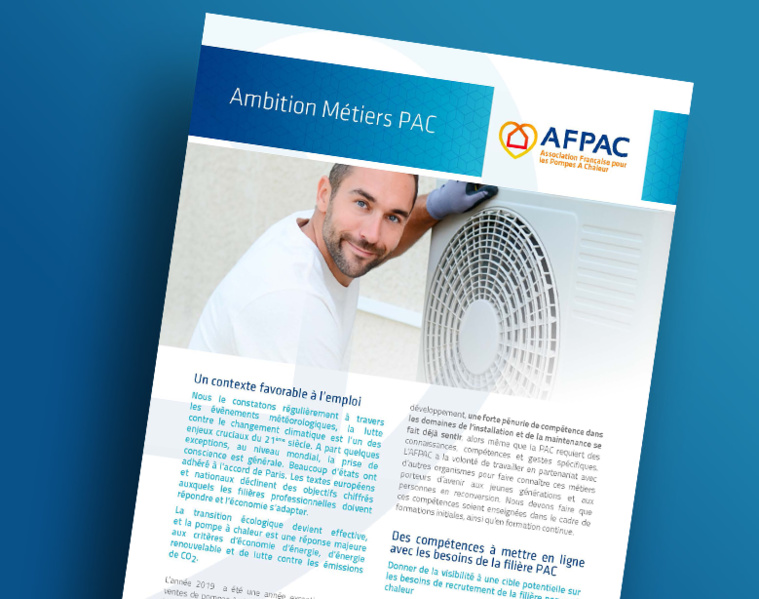 Ambition Métiers PAC
AFPAC
Association Française pour
les Pompes A Chaleur
Un contexte favorable à l'emploi
Nous le constatons régulièrement à travers
les évènements météorologiques, la lutte
contre le changement climatique est l'un des
enjeux cruciaux du 21ème siècle. A part quelques
exceptions, au niveau mondial, la prise de
conscience est générale. Beaucoup d'états ont
adhéré à l'accord de Paris. Les textes européens
et nationaux déclinent des objectifs chiffrés
auxquels les filières professionnelles doivent
répondre et l'économie s'adapter.
La transition écologique devient effective,
et la pompe à chaleur est une réponse majeure
aux critères d'économie d'énergie, d'énergie
renouvelable et de lutte contre les émissions
de CO2.
L'année 2019 a été une année
ventes de
développement, une forte pénurie de compétence dans
les domaines de l'installation et de la maintenance se
fait déjà sentir, alors même que la PAC requiert des
connaissances, compétences et gestes spécifiques.
L'AFPAC a la volonté de travailler en partenariat avec
d'autres organismes pour faire connaître ces métiers
porteurs d'avenir aux jeunes générations et aux
personnes en reconversion. Nous devons faire que
ces compétences soient enseignées dans le cadre de
formations initiales, ainsi qu'en formation continue.
Des compétences à mettre en ligne
avec les besoins de la filière PAC
Donner de la visibilité à une cible potentielle sur
les besoins de recrutement de la filière
chaleur